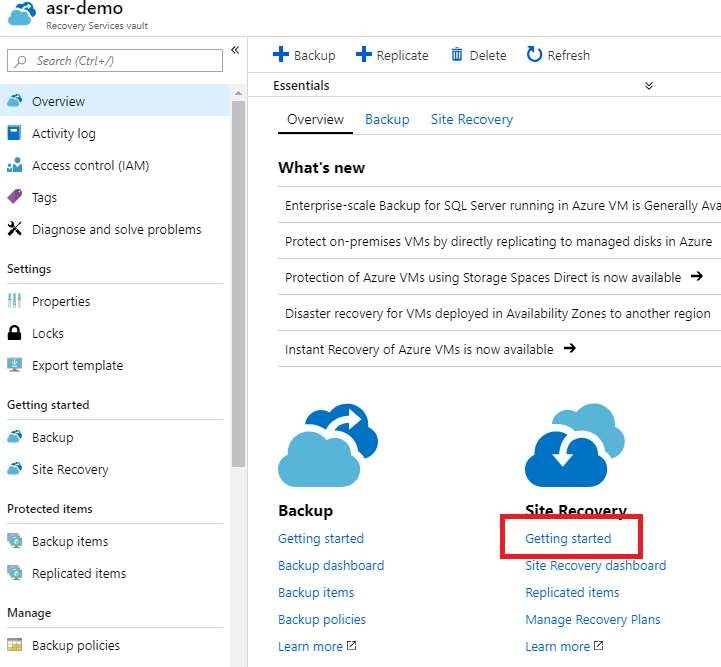 asr-demo
Recovery Services vault
Search (Ctrl+/)
«
Overview
Activity log
Access control (IAM)
Tags
Diagnose and solve problems
Settings
Properties
Locks
Export template
Getting started
Backup
Site Recovery
Protected items
Backup items
Replicated items
Manage
Backup policies
Backup Replicate Delete Refresh
Essentials
Overview Backup Site Recovery
What's new
Enterprise-scale Backup for SQL Server running in Azure VM is Generally Ava
Protect on-premises VMs by directly replicating to managed disks in Azure
Protection of Azure VMs using Storage Spaces Direct is now available →
Disaster recovery for VMs deployed in Availability Zones to another region
Instant Recovery of Azure VMs is now available →
Backup
Getting started
Backup dashboard
Backup items
Backup policies
Learn more
Site Recovery
Getting started
Site Recovery dashboard
Replicated items
Manage Recovery Plans
Learn more